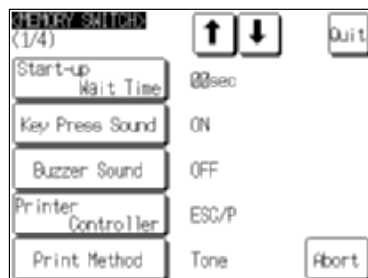 <MEMORY SWITCH>
(1/4)
↑ ↓ Quit
Start-up
Wait Time 00sec
Key Press Sound ON
Buzzer Sound OFF
Printer
Controller ESC/P
Print Method Tone Abort